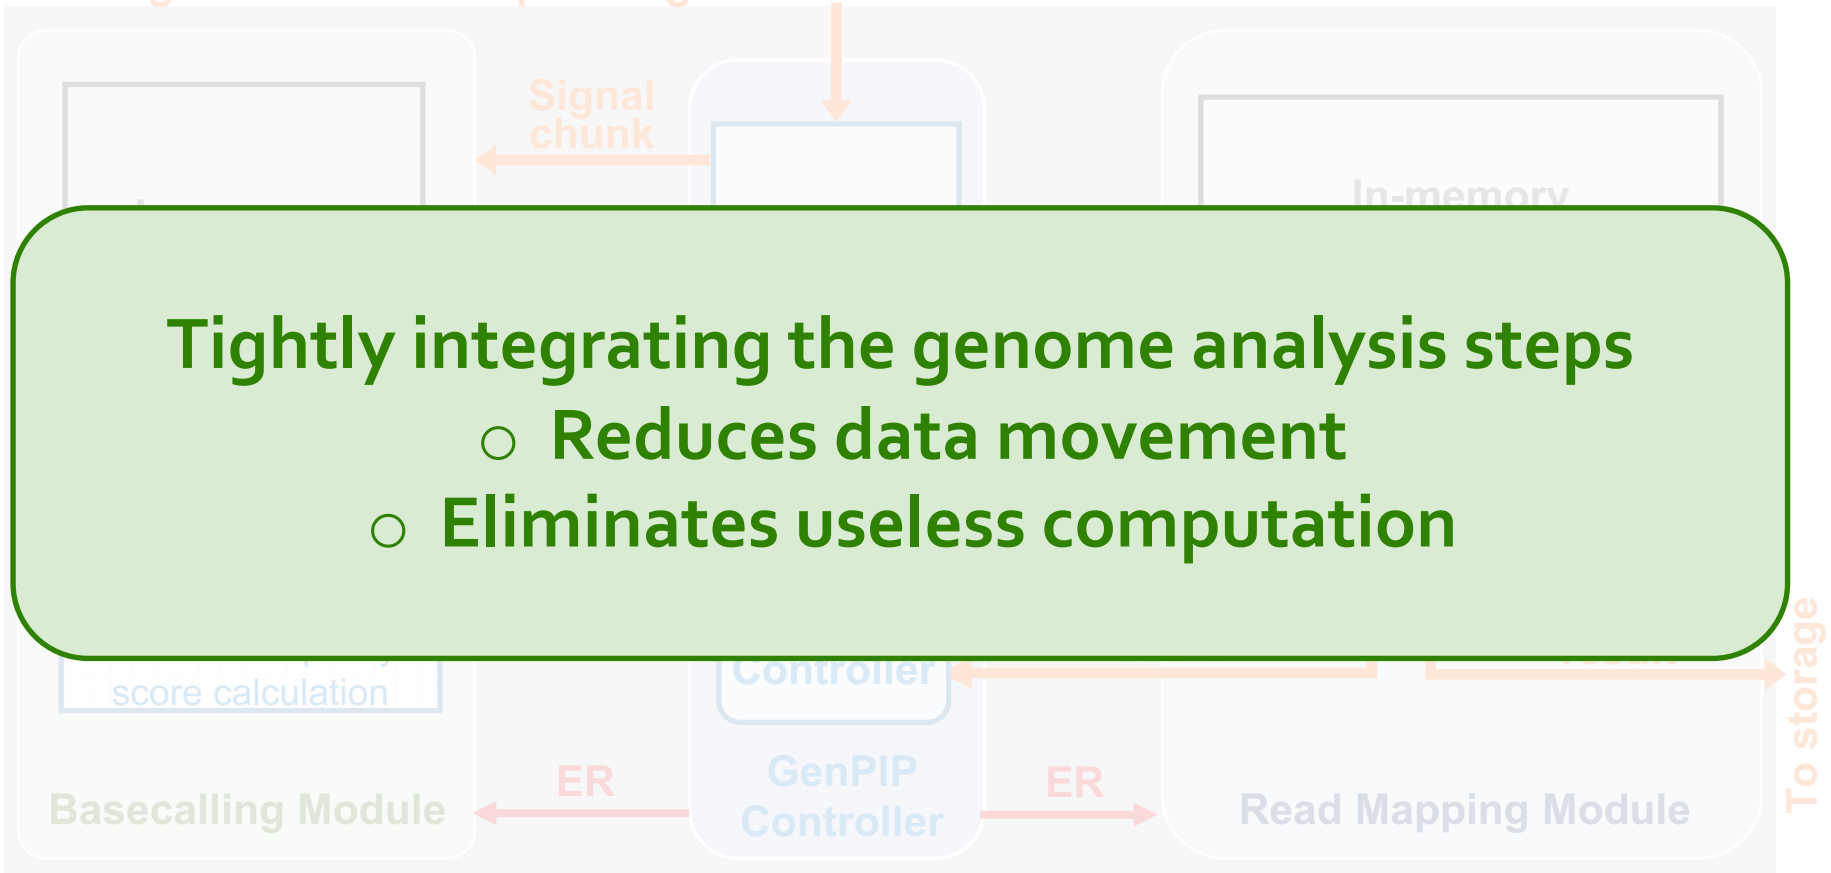 Signal
chunk
In-memory
Tightly integrating the genome analysis steps
○ Reduces data movement
○ Eliminates useless computation
score calculation
Controller
To storage
ER
GenPIP
Controller
ER
Basecalling Module
Read Mapping Module